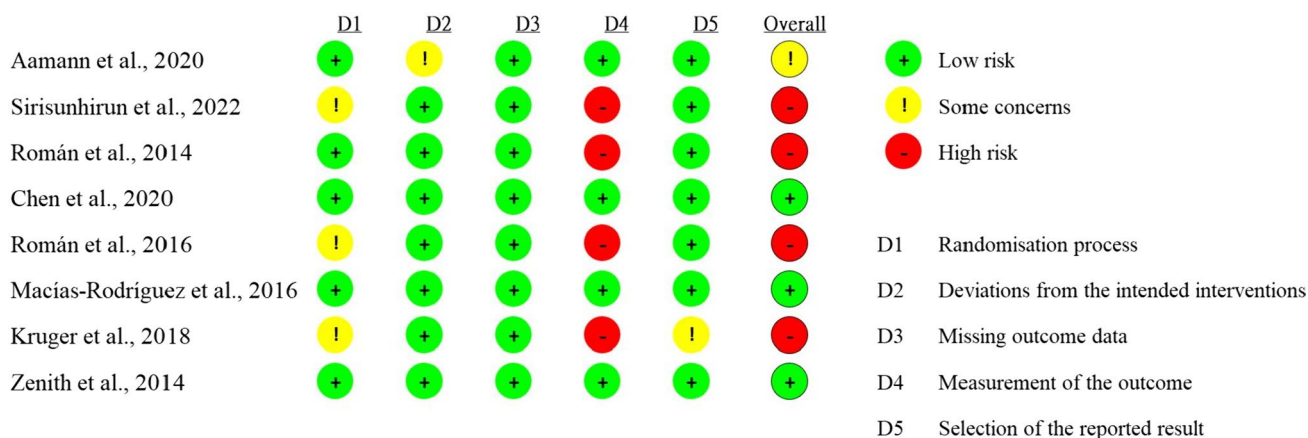 D1 D2 D3 D4 D5 Overall
Aamann et al., 2020 + ! + + + ! + Low risk
Sirisunhirun et al., 2022 ! + + - + - ! Some concerns
Román et al., 2014 + + + - + - - High risk
Chen et al., 2020 + + + + + +
Román et al., 2016 ! + + - + - D1 Randomisation process
Macías-Rodríguez et al., 2016 + + + + + + D2 Deviations from the intended interventions
Kruger et al., 2018 ! + + - ! - D3 Missing outcome data
Zenith et al., 2014 + + + + + + D4 Measurement of the outcome
D5 Selection of the reported result